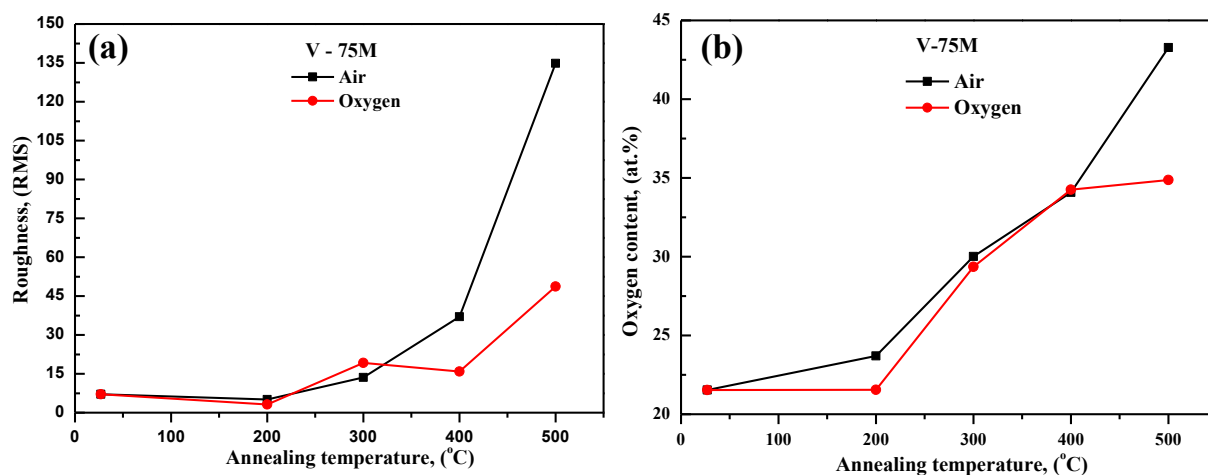 (a)
V - 75M
Air
Oxygen
150
135
120
105
90
75
60
45
30
15
0
Roughness, (RMS)
0
100
200
300
400
500
Annealing temperature, (°C)
(b)
V-75M
Air
Oxygen
45
40
35
30
25
20
Oxygen content, (at.%)
0
100
200
300
400
500
Annealing temperature, (°C)